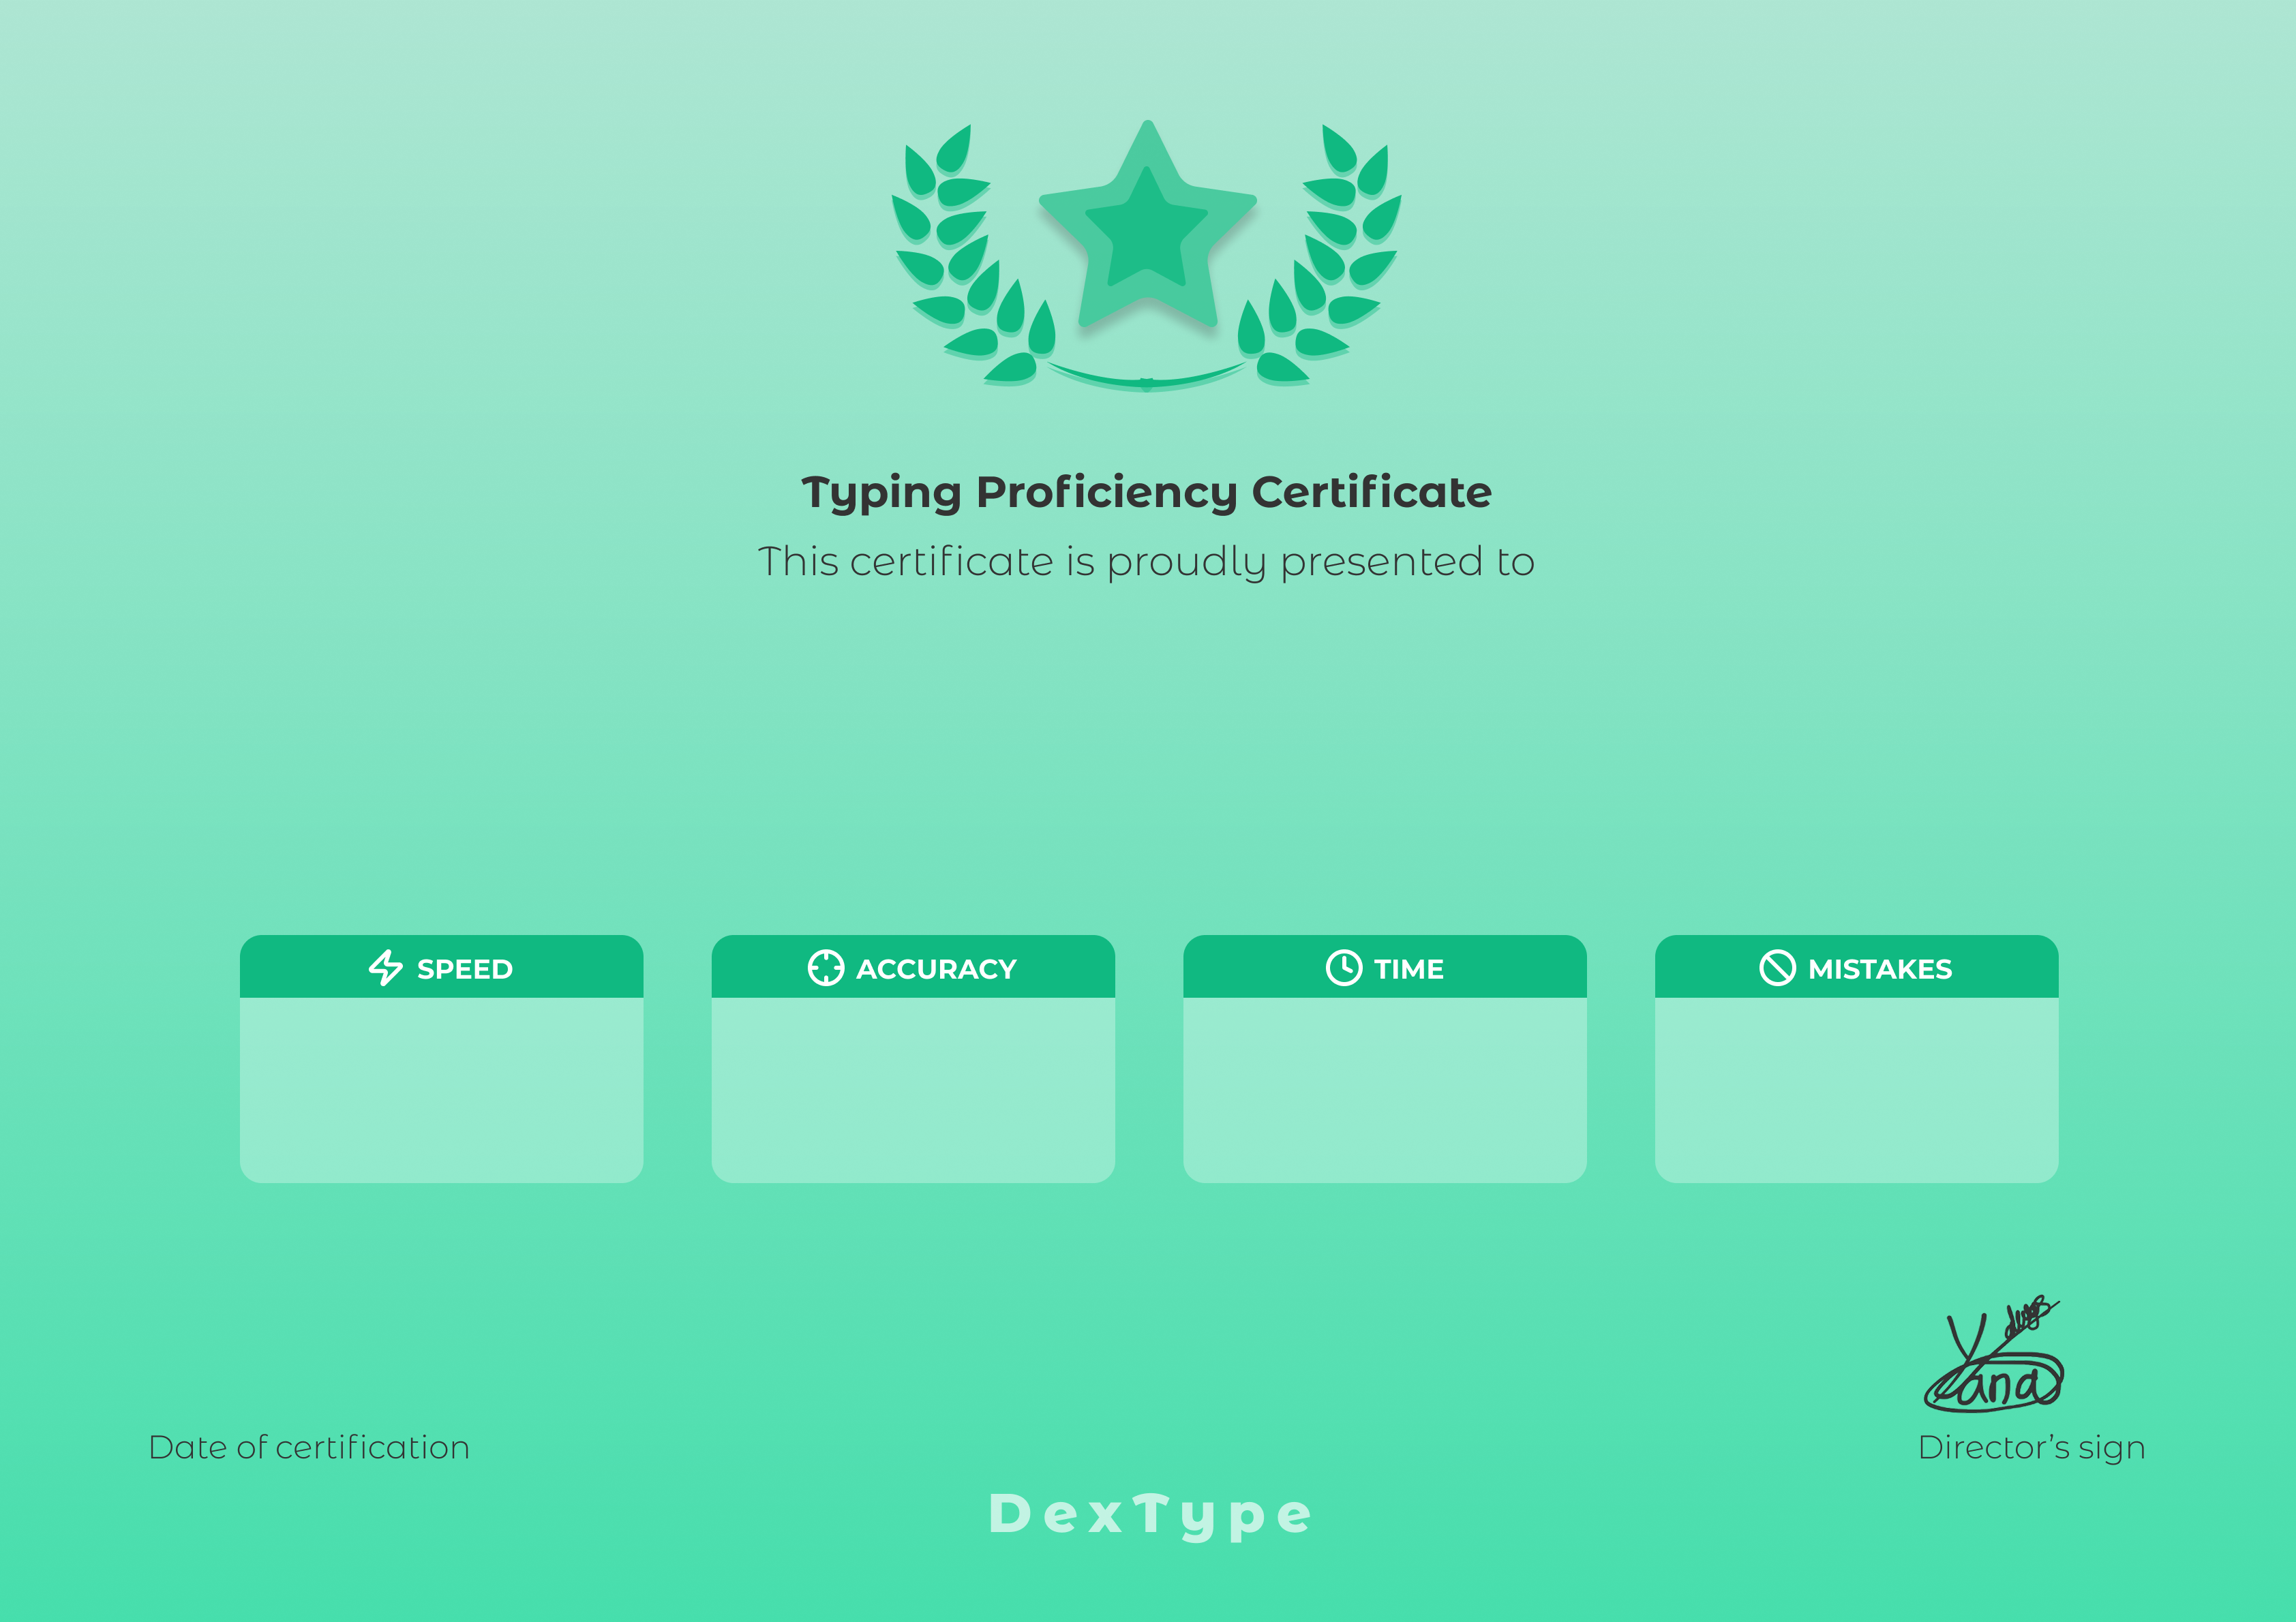 Typing Proficiency Certificate
This certificate is proudly presented to
SPEED
ACCURACY
TIME
MISTAKES
Yana
Date of certification
Director’s sign
DexType